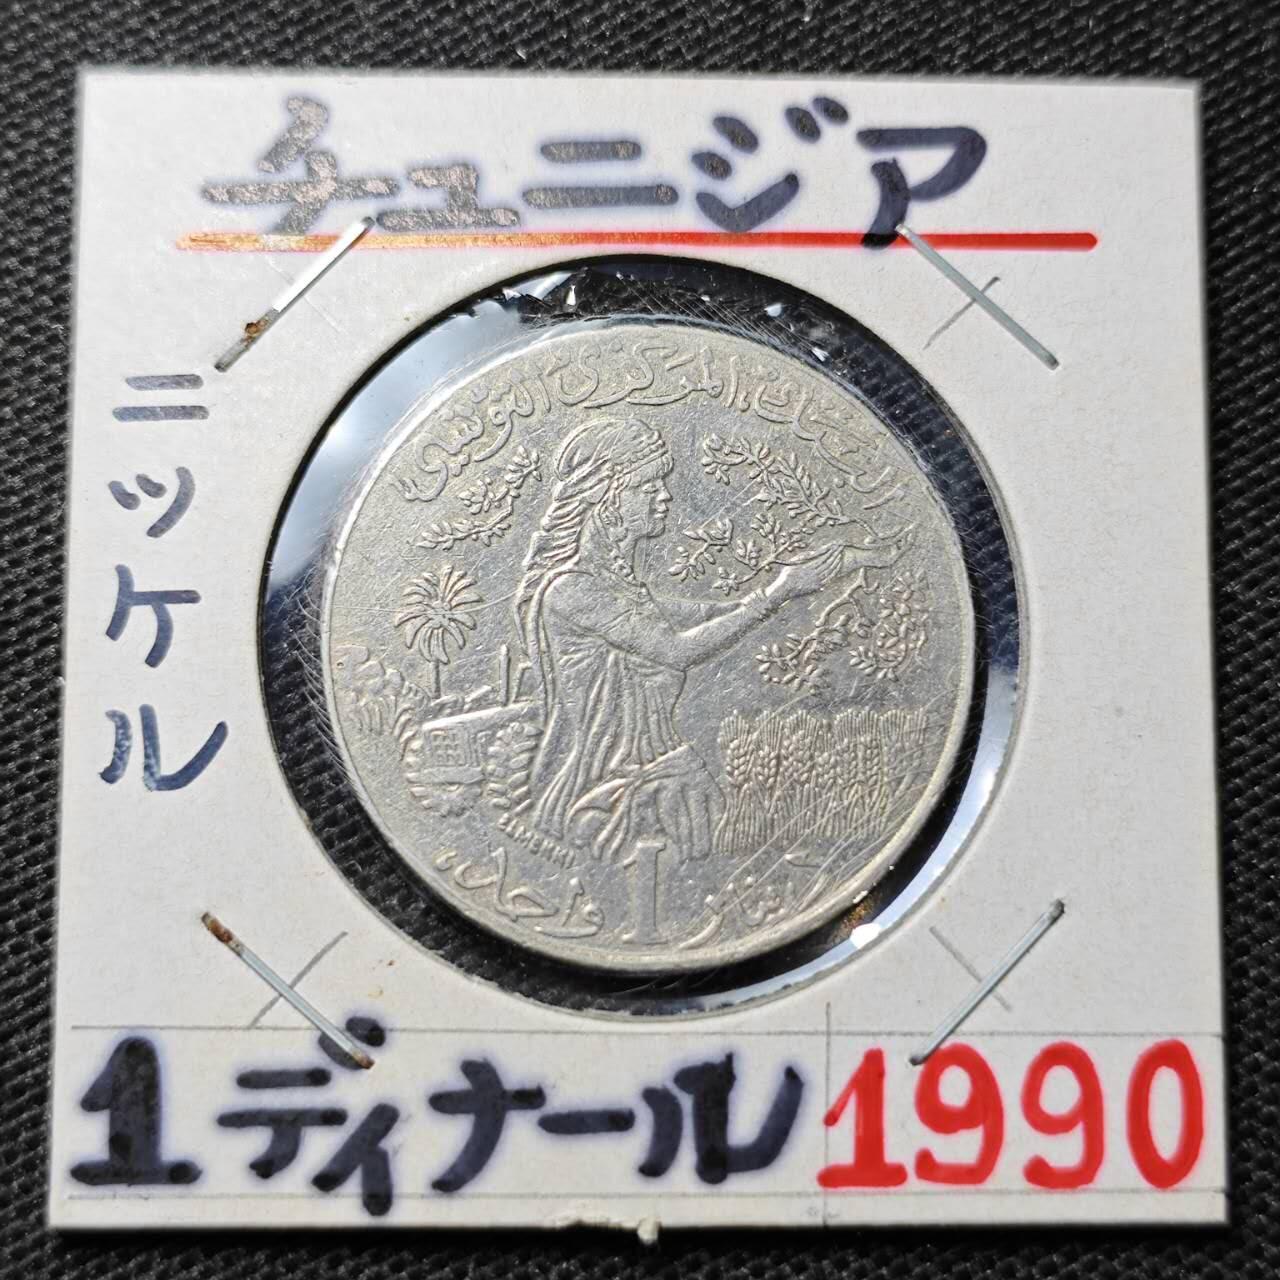 チュニジア
ニッケル
البنك المركزي التونسي
1
دينار واحد
1ディナール 1990